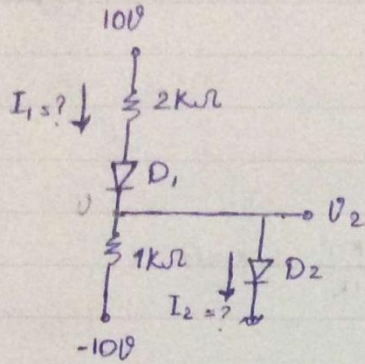 10v
I₁=? 2KΩ
D₁
v v₂
1KΩ D₂
I₂=?
-10v